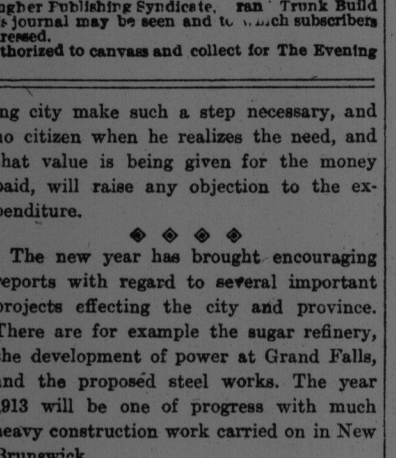 Publishing Syndicate, Trunk Build
journal may be seen and to which subscribers
thorized to canvass and collect for The Evening
ng city make such a step necessary, and
no citizen when he realizes the need, and
hat value is being given for the money
paid, will raise any objection to the ex-
penditure.
The new year has brought encouraging
reports with regard to several important
projects effecting the city and province.
There are for example the sugar refinery,
the development of power at Grand Falls,
and the proposed steel works. The year
1913 will be one of progress with much
heavy construction work carried on in New
Brunswick